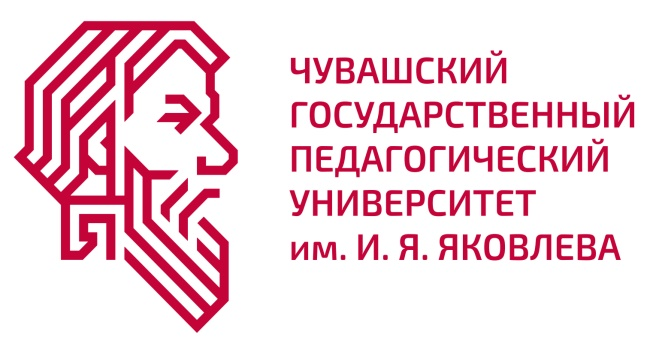 ЧУВАШСКИЙ
ГОСУДАРСТВЕННЫЙ
ПЕДАГОГИЧЕСКИЙ
УНИВЕРСИТЕТ
им. И. Я. ЯКОВЛЕВА